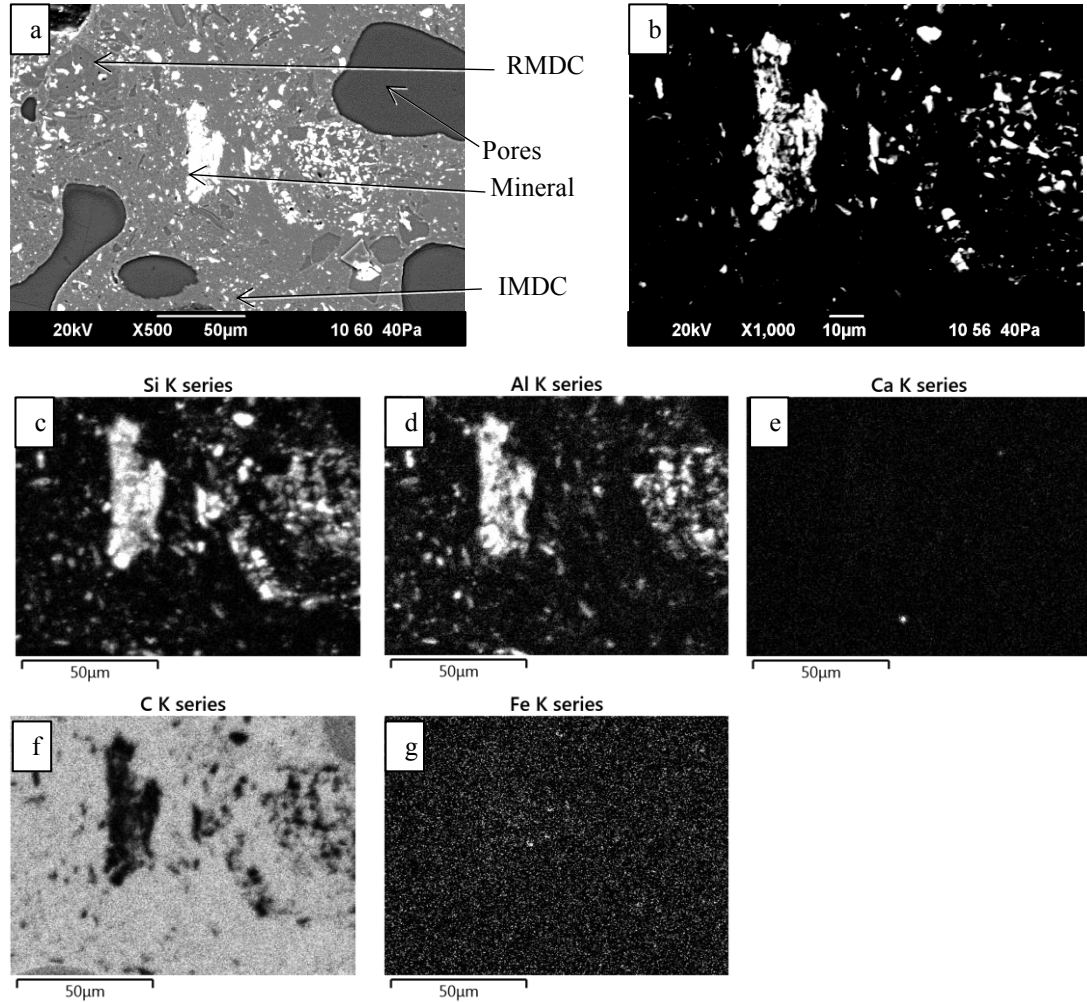 a
RMDC
Pores
Mineral
IMDC
20kV X500 50µm 10 60 40Pa
b
20kV X1,000 10µm 10 56 40Pa
Si K series
c
50µm
Al K series
d
50µm
Ca K series
e
50µm
C K series
f
50µm
Fe K series
g
50µm